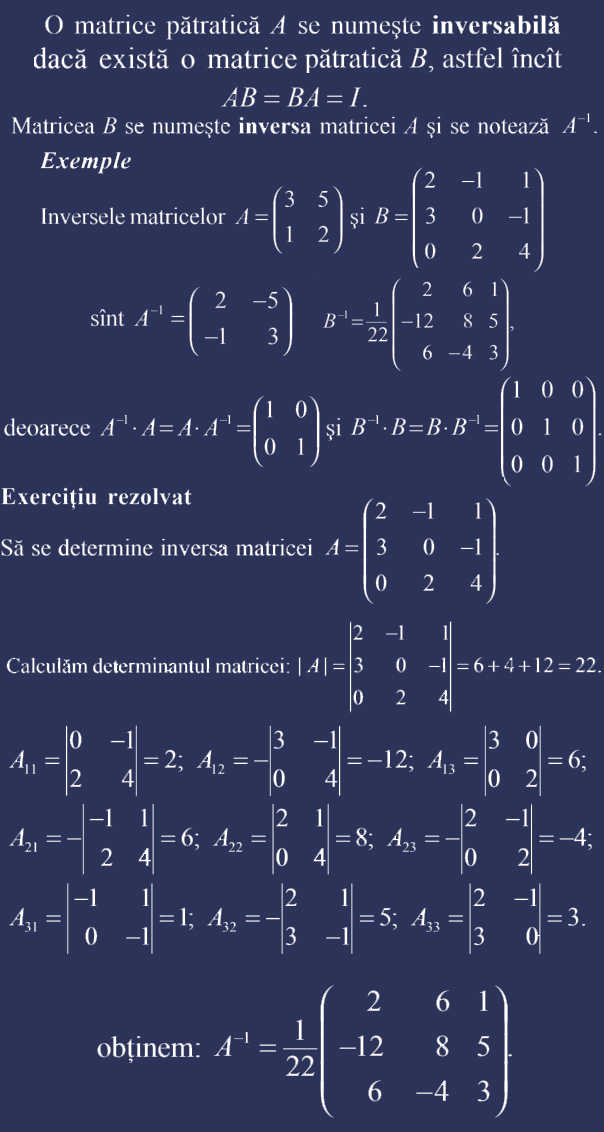 O matrice pătratică A se numeşte inversabilă
dacă există o matrice pătratică B, astfel încît
AB = BA = I.
Matricea B se numeşte inversa matricei A şi se notează A⁻¹.
Exemple
Inversele matricelor A = (3 5; 1 2) şi B = (2 −1 1; 3 0 −1; 0 2 4)
sînt A⁻¹ = (2 −5; −1 3) B⁻¹ = 1/22 (2 6 1; −12 8 5; 6 −4 3),
deoarece A⁻¹ · A = A · A⁻¹ = (1 0; 0 1) şi B⁻¹ · B = B · B⁻¹ = (1 0 0; 0 1 0; 0 0 1).
Exerciţiu rezolvat
Să se determine inversa matricei A = (2 −1 1; 3 0 −1; 0 2 4).
Calculăm determinantul matricei: | A | = |2 −1 1; 3 0 −1; 0 2 4| = 6 + 4 + 12 = 22.
A₁₁ = |0 −1; 2 4| = 2; A₁₂ = −|3 −1; 0 4| = −12; A₁₃ = |3 0; 0 2| = 6;
A₂₁ = −|−1 1; 2 4| = 6; A₂₂ = |2 1; 0 4| = 8; A₂₃ = −|2 −1; 0 2| = −4;
A₃₁ = |−1 1; 0 −1| = 1; A₃₂ = −|2 1; 3 −1| = 5; A₃₃ = |2 −1; 3 0| = 3.
obţinem: A⁻¹ = 1/22 (2 6 1; −12 8 5; 6 −4 3).